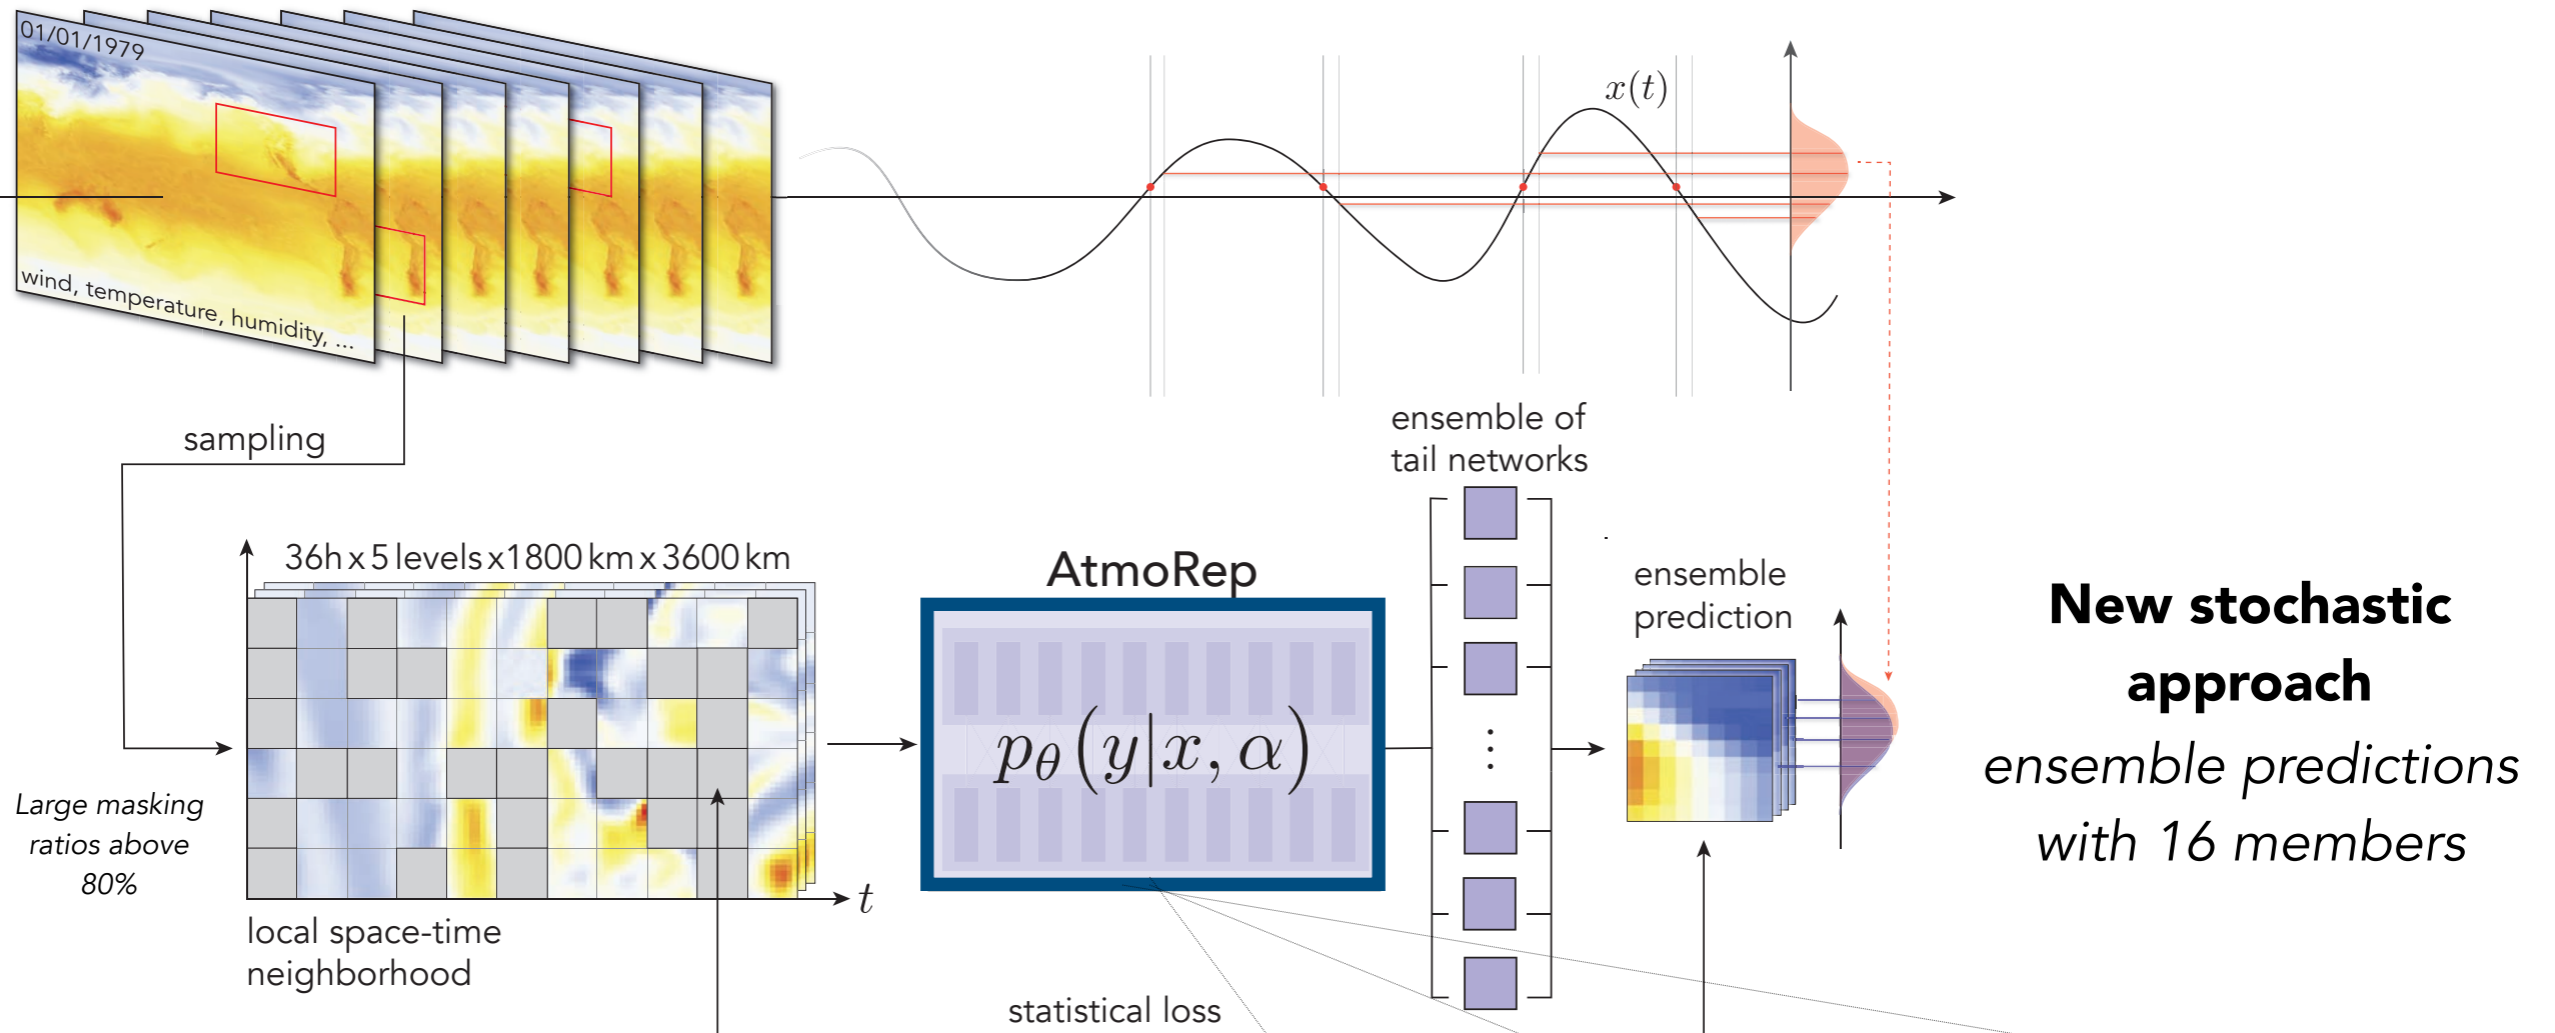 01/01/1979
wind, temperature, humidity, ...
x(t)
sampling
ensemble of
tail networks
36h x 5 levels x 1800 km x 3600 km
AtmoRep
ensemble
prediction
New stochastic
approach
ensemble predictions
with 16 members
p_θ(y|x, α)
⋮
Large masking
ratios above
80%
t
local space-time
neighborhood
statistical loss